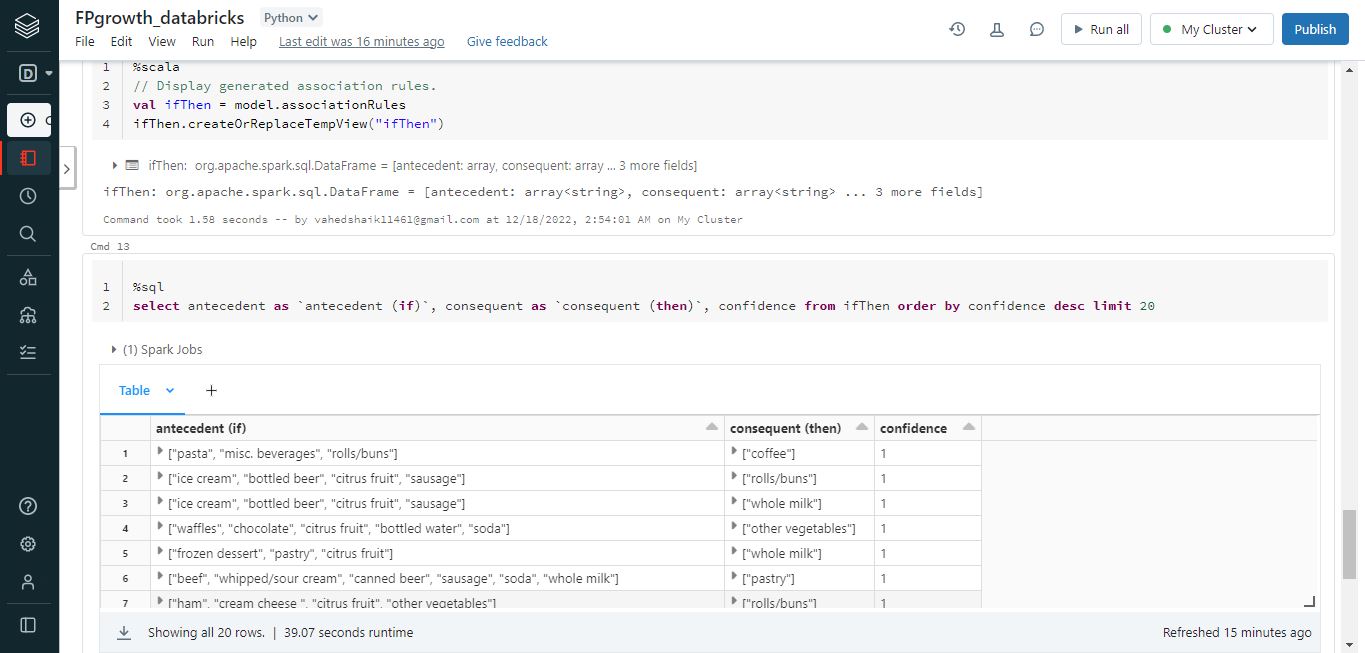 FPgrowth_databricks Python
File Edit View Run Help Last edit was 16 minutes ago Give feedback
Run all My Cluster Publish
D
1 %scala
2 // Display generated association rules.
3 val ifThen = model.associationRules
4 ifThen.createOrReplaceTempView("ifThen")
ifThen: org.apache.spark.sql.DataFrame = [antecedent: array, consequent: array ... 3 more fields]
ifThen: org.apache.spark.sql.DataFrame = [antecedent: array<string>, consequent: array<string> ... 3 more fields]
Command took 1.58 seconds -- by vahedshaik11461@gmail.com at 12/18/2022, 2:54:01 AM on My Cluster
Cmd 13
1 %sql
2 select antecedent as `antecedent (if)`, consequent as `consequent (then)`, confidence from ifThen order by confidence desc limit 20
(1) Spark Jobs
Table +
antecedent (if) consequent (then) confidence
1 ["pasta", "misc. beverages", "rolls/buns"] ["coffee"] 1
2 ["ice cream", "bottled beer", "citrus fruit", "sausage"] ["rolls/buns"] 1
3 ["ice cream", "bottled beer", "citrus fruit", "sausage"] ["whole milk"] 1
4 ["waffles", "chocolate", "citrus fruit", "bottled water", "soda"] ["other vegetables"] 1
5 ["frozen dessert", "pastry", "citrus fruit"] ["whole milk"] 1
6 ["beef", "whipped/sour cream", "canned beer", "sausage", "soda", "whole milk"] ["pastry"] 1
7 ["ham", "cream cheese ", "citrus fruit", "other vegetables"] ["rolls/buns"] 1
Showing all 20 rows. | 39.07 seconds runtime Refreshed 15 minutes ago